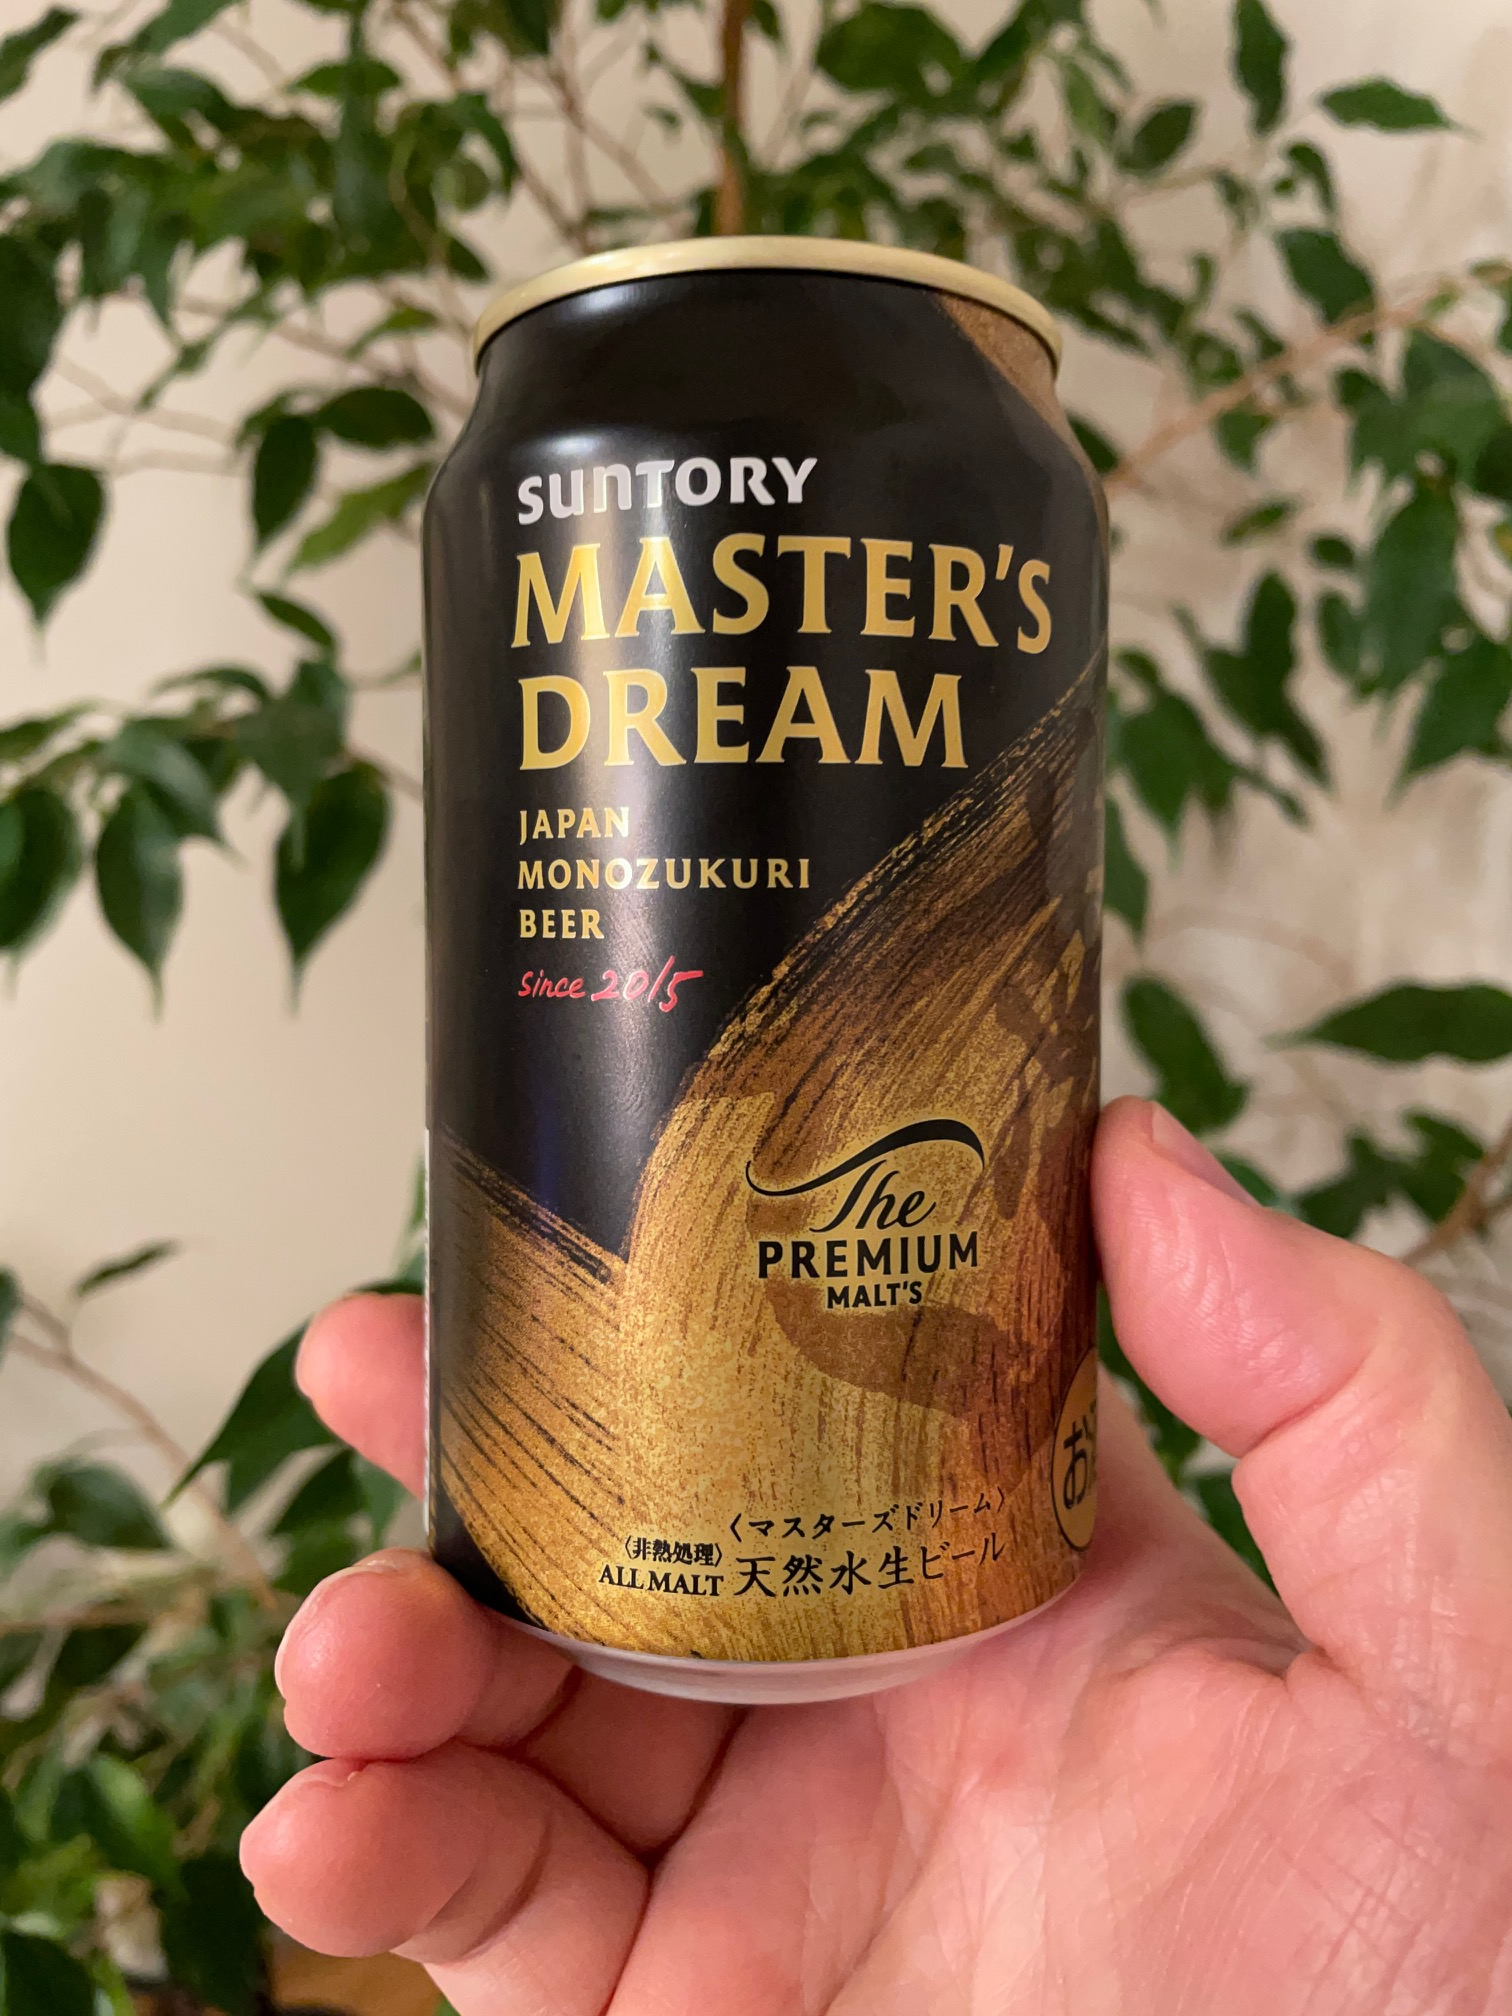 SUNTORY
MASTER'S
DREAM
JAPAN
MONOZUKURI
BEER
since 2015
The
PREMIUM
MALT'S
〈マスターズドリーム〉
〈非熱処理〉
ALL MALT 天然水生ビール